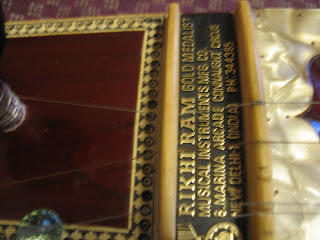 RIKHI RAM GOLD MEDALIST
MUSICAL INSTRUMENTS MFG. CO.
8. MARINA ARCADE CONNAUGHT CIRCUS
NEW DELHI-1 (INDIA) PH: 344385